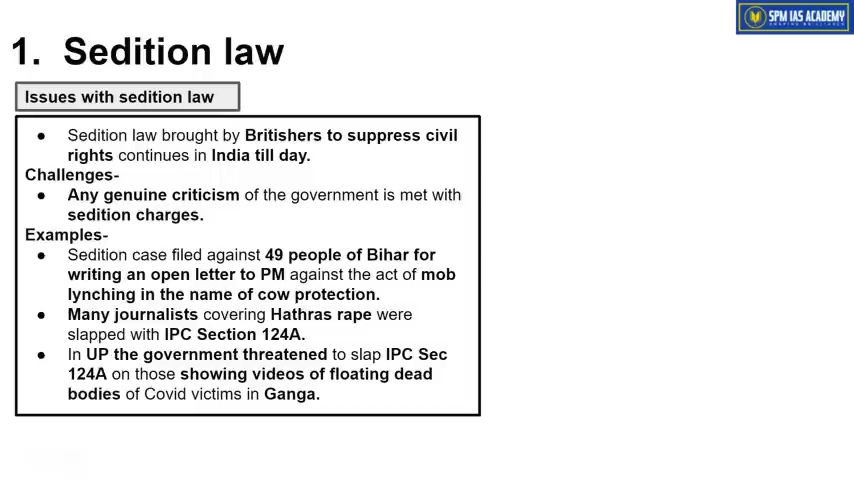 SPM IAS ACADEMY
1. Sedition law
Issues with sedition law
● Sedition law brought by Britishers to suppress civil
rights continues in India till day.
Challenges-
● Any genuine criticism of the government is met with
sedition charges.
Examples-
● Sedition case filed against 49 people of Bihar for
writing an open letter to PM against the act of mob
lynching in the name of cow protection.
● Many journalists covering Hathras rape were
slapped with IPC Section 124A.
● In UP the government threatened to slap IPC Sec
124A on those showing videos of floating dead
bodies of Covid victims in Ganga.